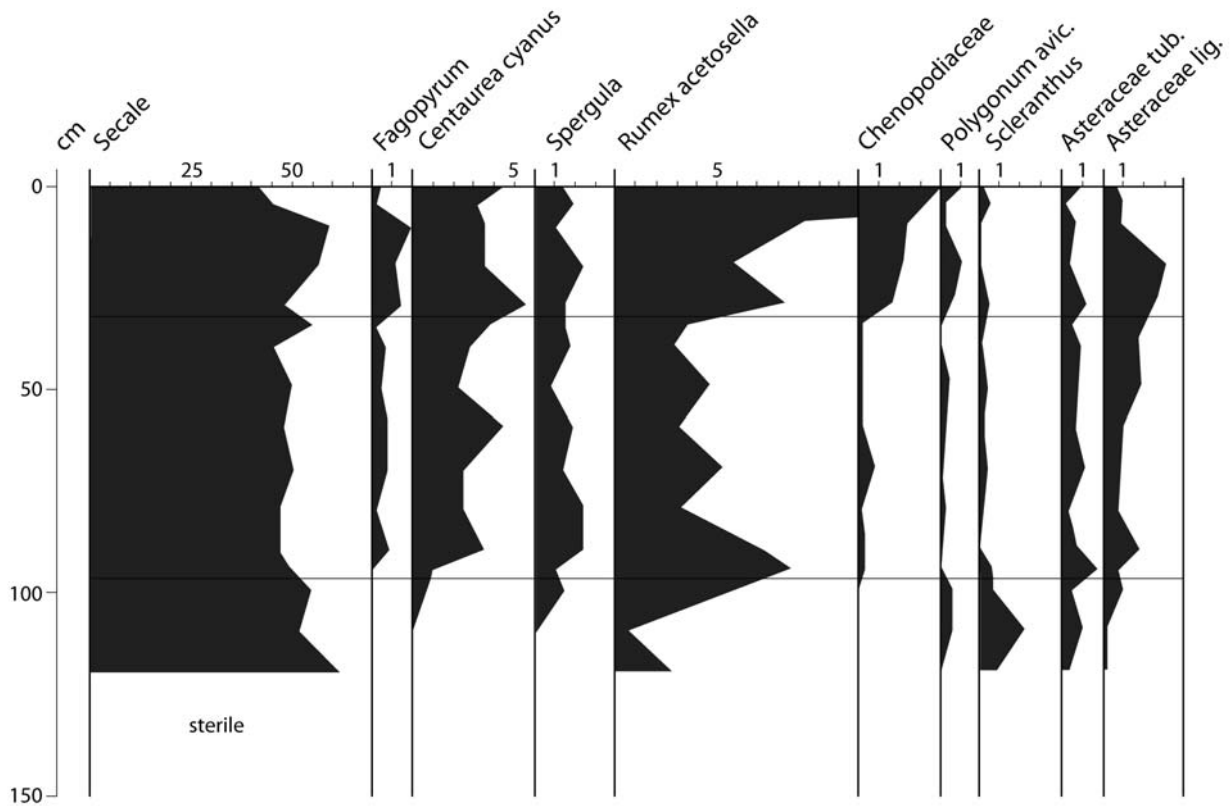 cm
Secale
Fagopyrum
Centaurea cyanus
Spergula
Rumex acetosella
Chenopodiaceae
Polygonum avic.
Scleranthus
Asteraceae tub.
Asteraceae lig.
25 50 1 5 1 5 1 1 1 1 1
0
50
100
sterile
150